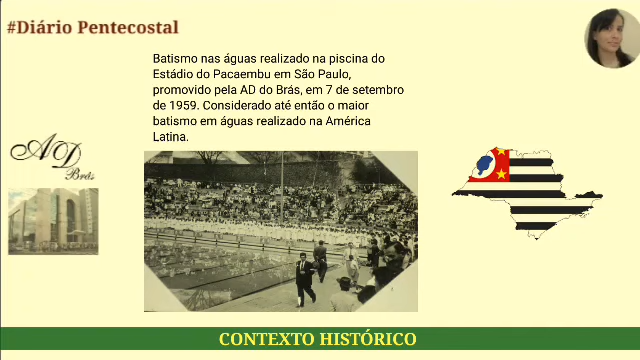 #Diário Pentecostal
Batismo nas águas realizado na piscina do
Estádio do Pacaembu em São Paulo,
promovido pela AD do Brás, em 7 de setembro
de 1959. Considerado até então o maior
batismo em águas realizado na América
Latina.
AD
Brás
CONTEXTO HISTÓRICO